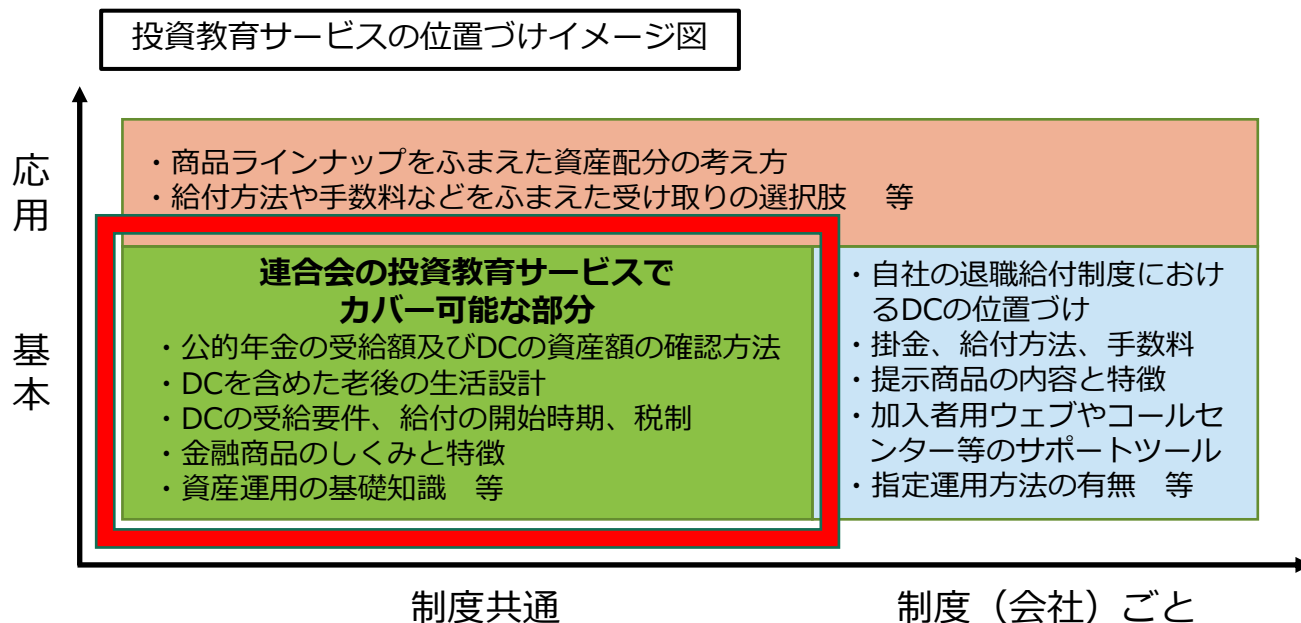 投資教育サービスの位置づけイメージ図
応用
・商品ラインナップをふまえた資産配分の考え方
・給付方法や手数料などをふまえた受け取りの選択肢　等
基本
連合会の投資教育サービスで
カバー可能な部分
・公的年金の受給額及びDCの資産額の確認方法
・DCを含めた老後の生活設計
・DCの受給要件、給付の開始時期、税制
・金融商品のしくみと特徴
・資産運用の基礎知識　等
・自社の退職給付制度におけ
るDCの位置づけ
・掛金、給付方法、手数料
・提示商品の内容と特徴
・加入者用ウェブやコールセ
ンター等のサポートツール
・指定運用方法の有無　等
制度共通
制度（会社）ごと